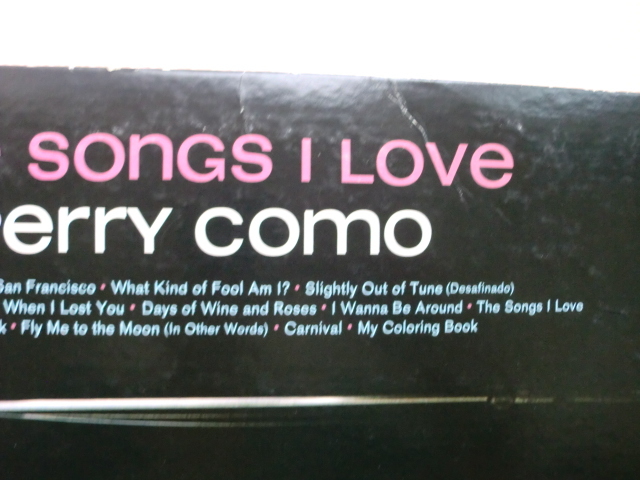 SONGS I LOVE
erry como
San Francisco • What Kind of Fool Am I? • Slightly Out of Tune (Desafinado)
When I Lost You • Days of Wine and Roses • I Wanna Be Around • The Songs I Love
k • Fly Me to the Moon (In Other Words) • Carnival • My Coloring Book